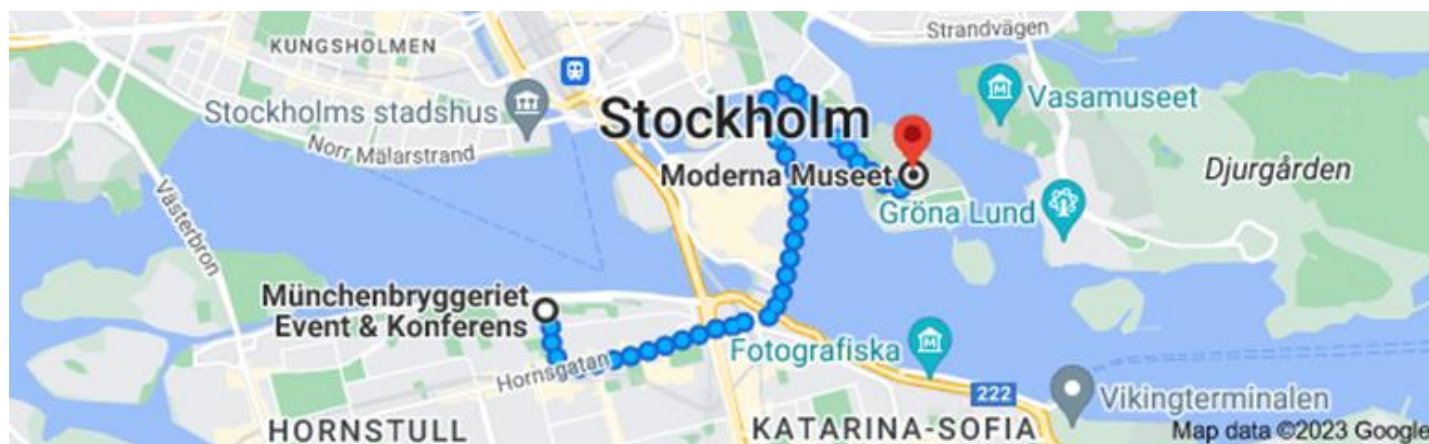 Strandvägen
KUNGSHOLMEN
Stockholms stadshus
Vasamuseet
Stockholm
Norr Mälarstrand
Moderna Museet
Djurgården
Västerbron
Gröna Lund
Münchenbryggeriet
Event & Konferens
Fotografiska
Hornsgatan
222
Vikingterminalen
HORNSTULL
KATARINA-SOFIA
Map data ©2023 Google